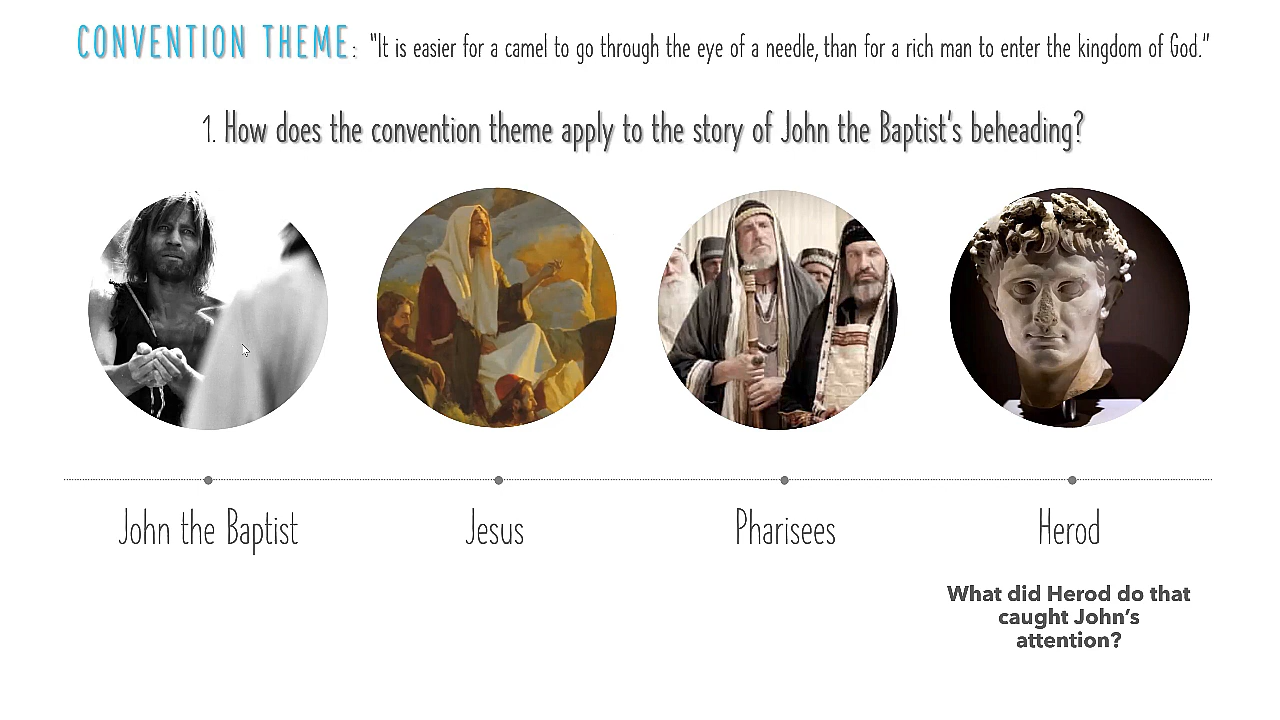 CONVENTION THEME: "It is easier for a camel to go through the eye of a needle, than for a rich man to enter the kingdom of God."
1. How does the convention theme apply to the story of John the Baptist's beheading?
John the Baptist
Jesus
Pharisees
Herod
What did Herod do that
caught John's
attention?